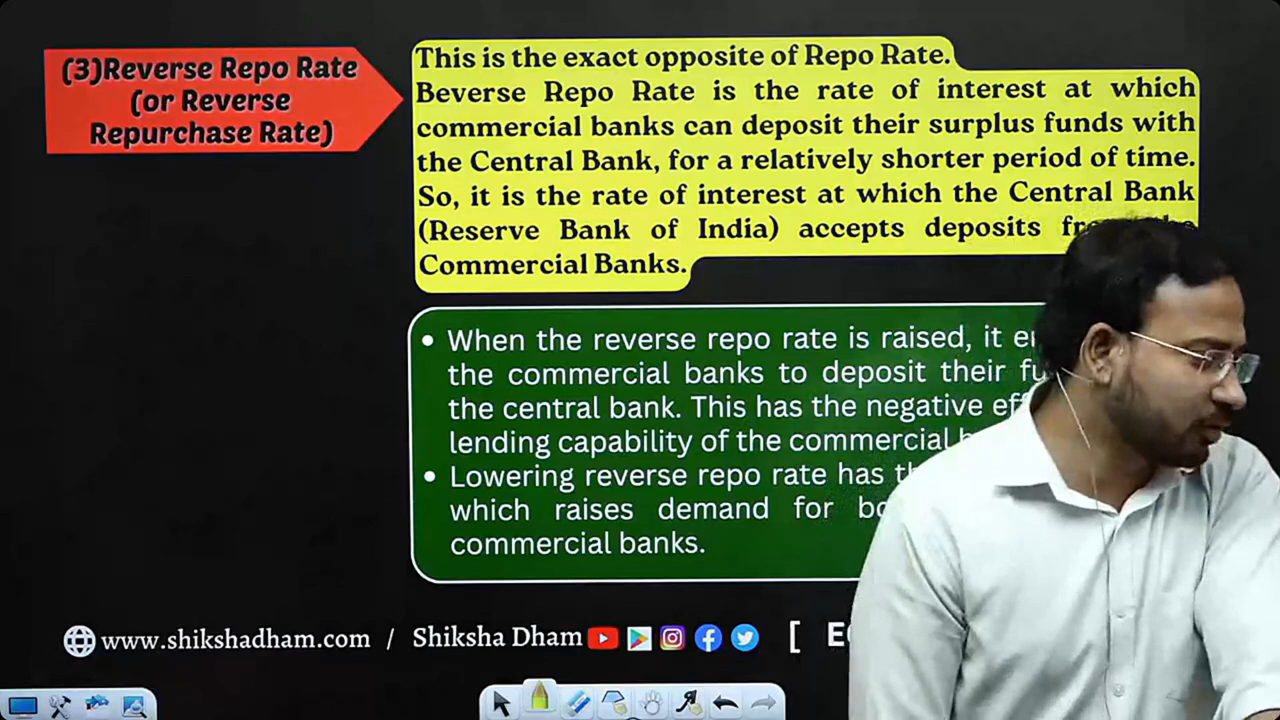 (3)Reverse Repo Rate
(or Reverse
Repurchase Rate)
This is the exact opposite of Repo Rate.
Beverse Repo Rate is the rate of interest at which
commercial banks can deposit their surplus funds with
the Central Bank, for a relatively shorter period of time.
So, it is the rate of interest at which the Central Bank
(Reserve Bank of India) accepts deposits
Commercial Banks.
• When the reverse repo rate is raised, it
the commercial banks to deposit their
the central bank. This has the negative
lending capability of the commercial
• Lowering reverse repo rate has
which raises demand for
commercial banks.
www.shikshadham.com / Shiksha Dham [